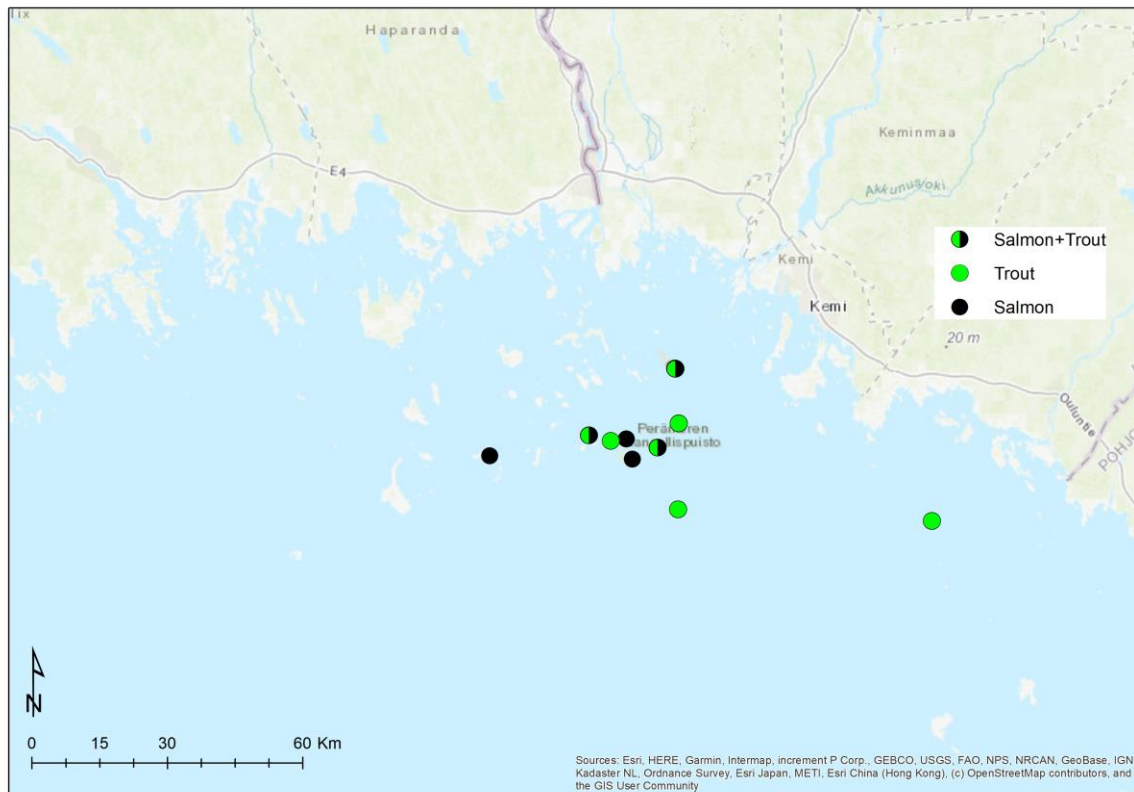 Tix
Haparanda
Keminmaa
E4
Akkunusjoki
Salmon+Trout
Kemi
Trout
Kemi
Salmon
20 m
Ouluntie
POHJO
N
0 15 30 60 Km
Sources: Esri, HERE, Garmin, Intermap, increment P Corp., GEBCO, USGS, FAO, NPS, NRCAN, GeoBase, IGN
Kadaster NL, Ordnance Survey, Esri Japan, METI, Esri China (Hong Kong), (c) OpenStreetMap contributors, and
the GIS User Community